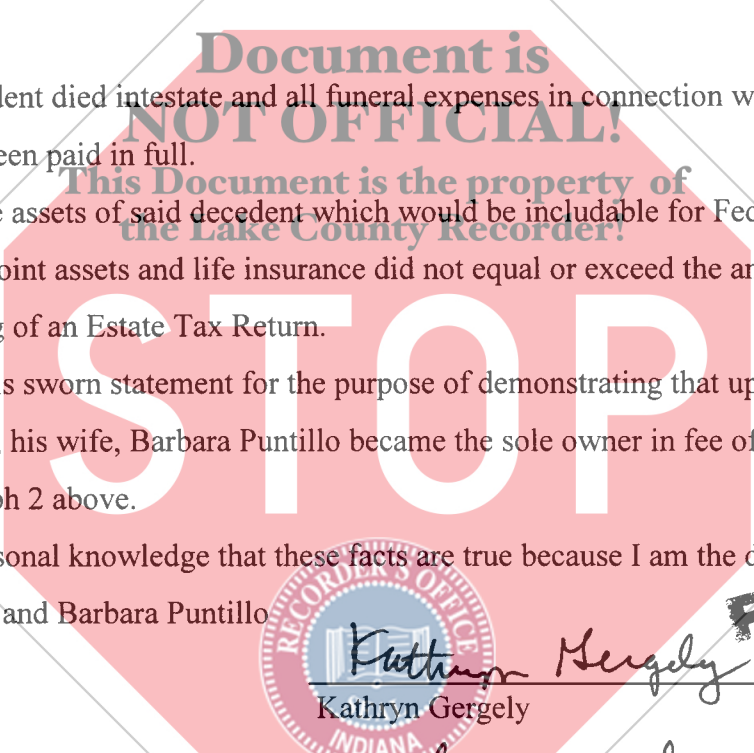 Document is
dent died intestate and all funeral expenses in connection w
NOT OFFICIAL!
een paid in full.
This Document is the property of
e assets of said decedent which would be includable for Fed
the Lake County Recorder!
oint assets and life insurance did not equal or exceed the an
g of an Estate Tax Return.
STOP
is sworn statement for the purpose of demonstrating that up
, his wife, Barbara Puntillo became the sole owner in fee of
ph 2 above.
sonal knowledge that these facts are true because I am the d
and Barbara Puntillo
RECORDER'S OFFICE
Kathryn Gergely
Kathryn Gergely
INDIANA